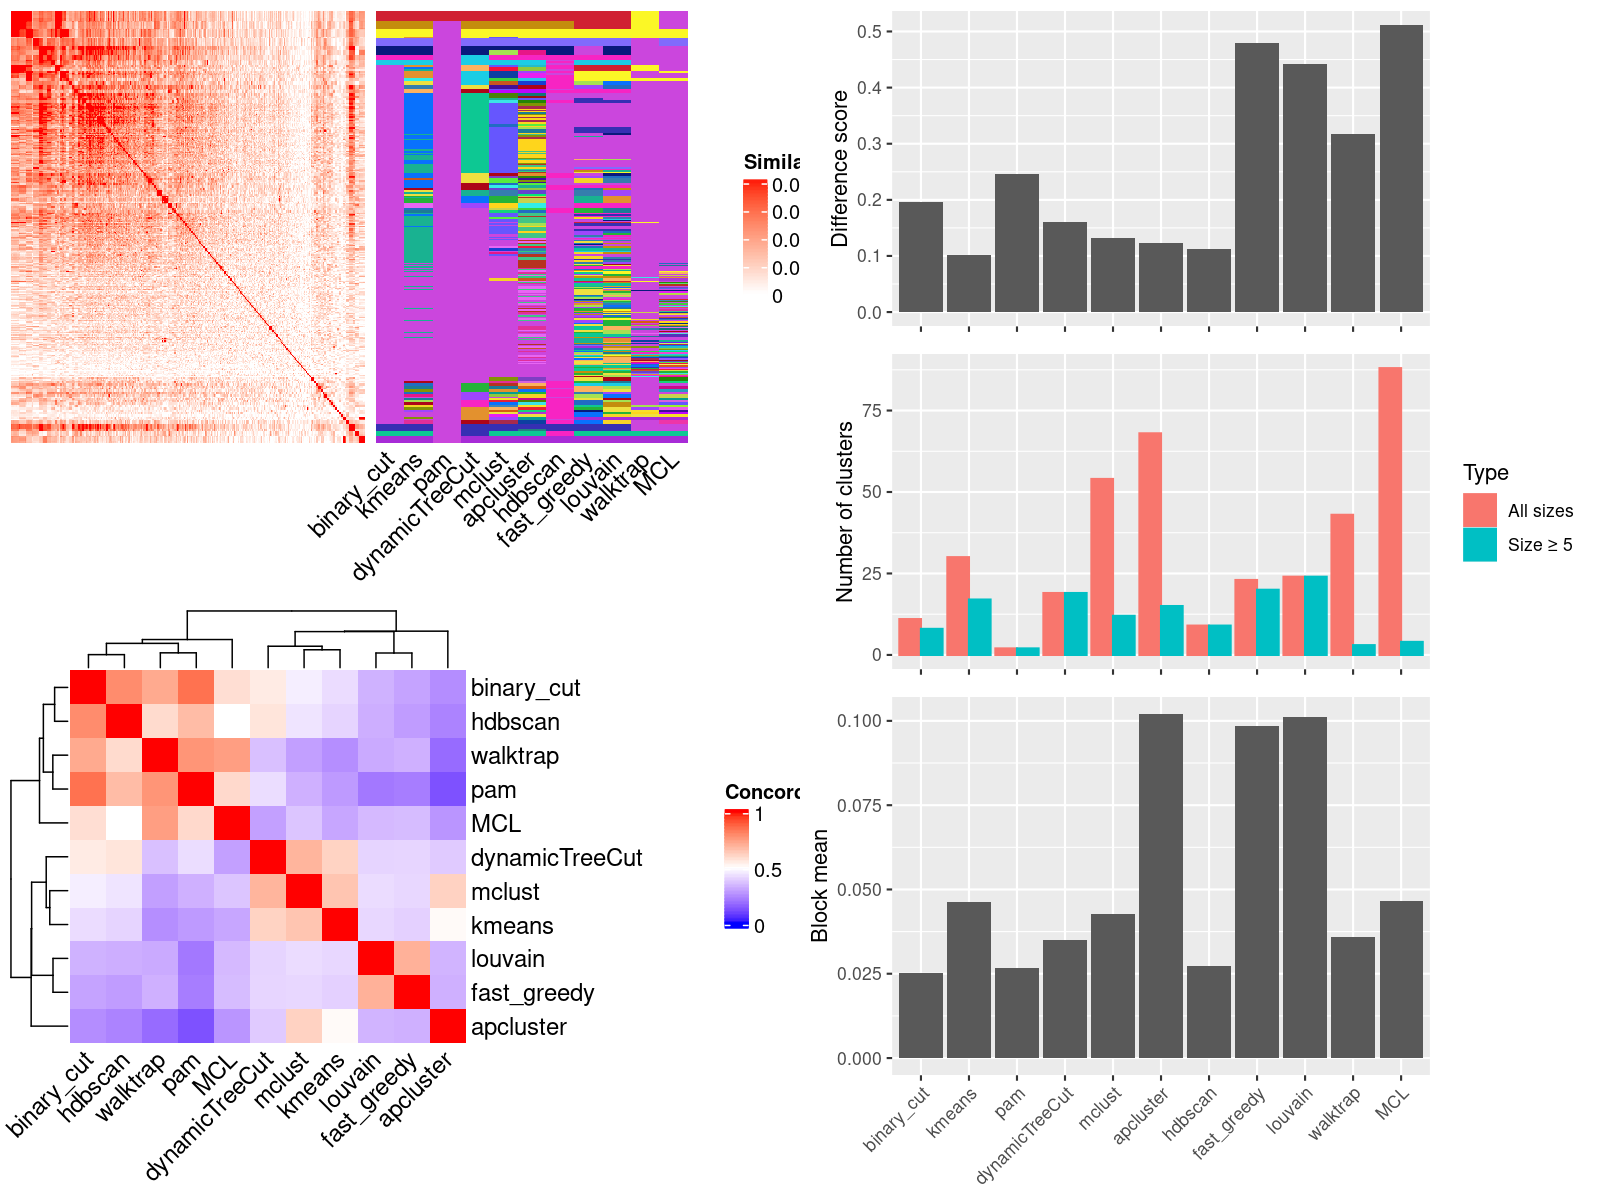 Simila
0.0
0.0
0.0
0.0
0
binary_cut
kmeans
pam
dynamicTreeCut
mclust
apcluster
hdbscan
fast_greedy
louvain
walktrap
MCL
Difference score
0.5
0.4
0.3
0.2
0.1
0.0
Number of clusters
75
50
25
0
Type
All sizes
Size ≥ 5
binary_cut
hdbscan
walktrap
pam
MCL
dynamicTreeCut
mclust
kmeans
louvain
fast_greedy
apcluster
binary_cut
hdbscan
walktrap
pam
MCL
dynamicTreeCut
mclust
kmeans
louvain
fast_greedy
apcluster
Concord
1
0.5
0
Block mean
0.100
0.075
0.050
0.025
0.000
binary_cut
kmeans
pam
dynamicTreeCut
mclust
apcluster
hdbscan
fast_greedy
louvain
walktrap
MCL